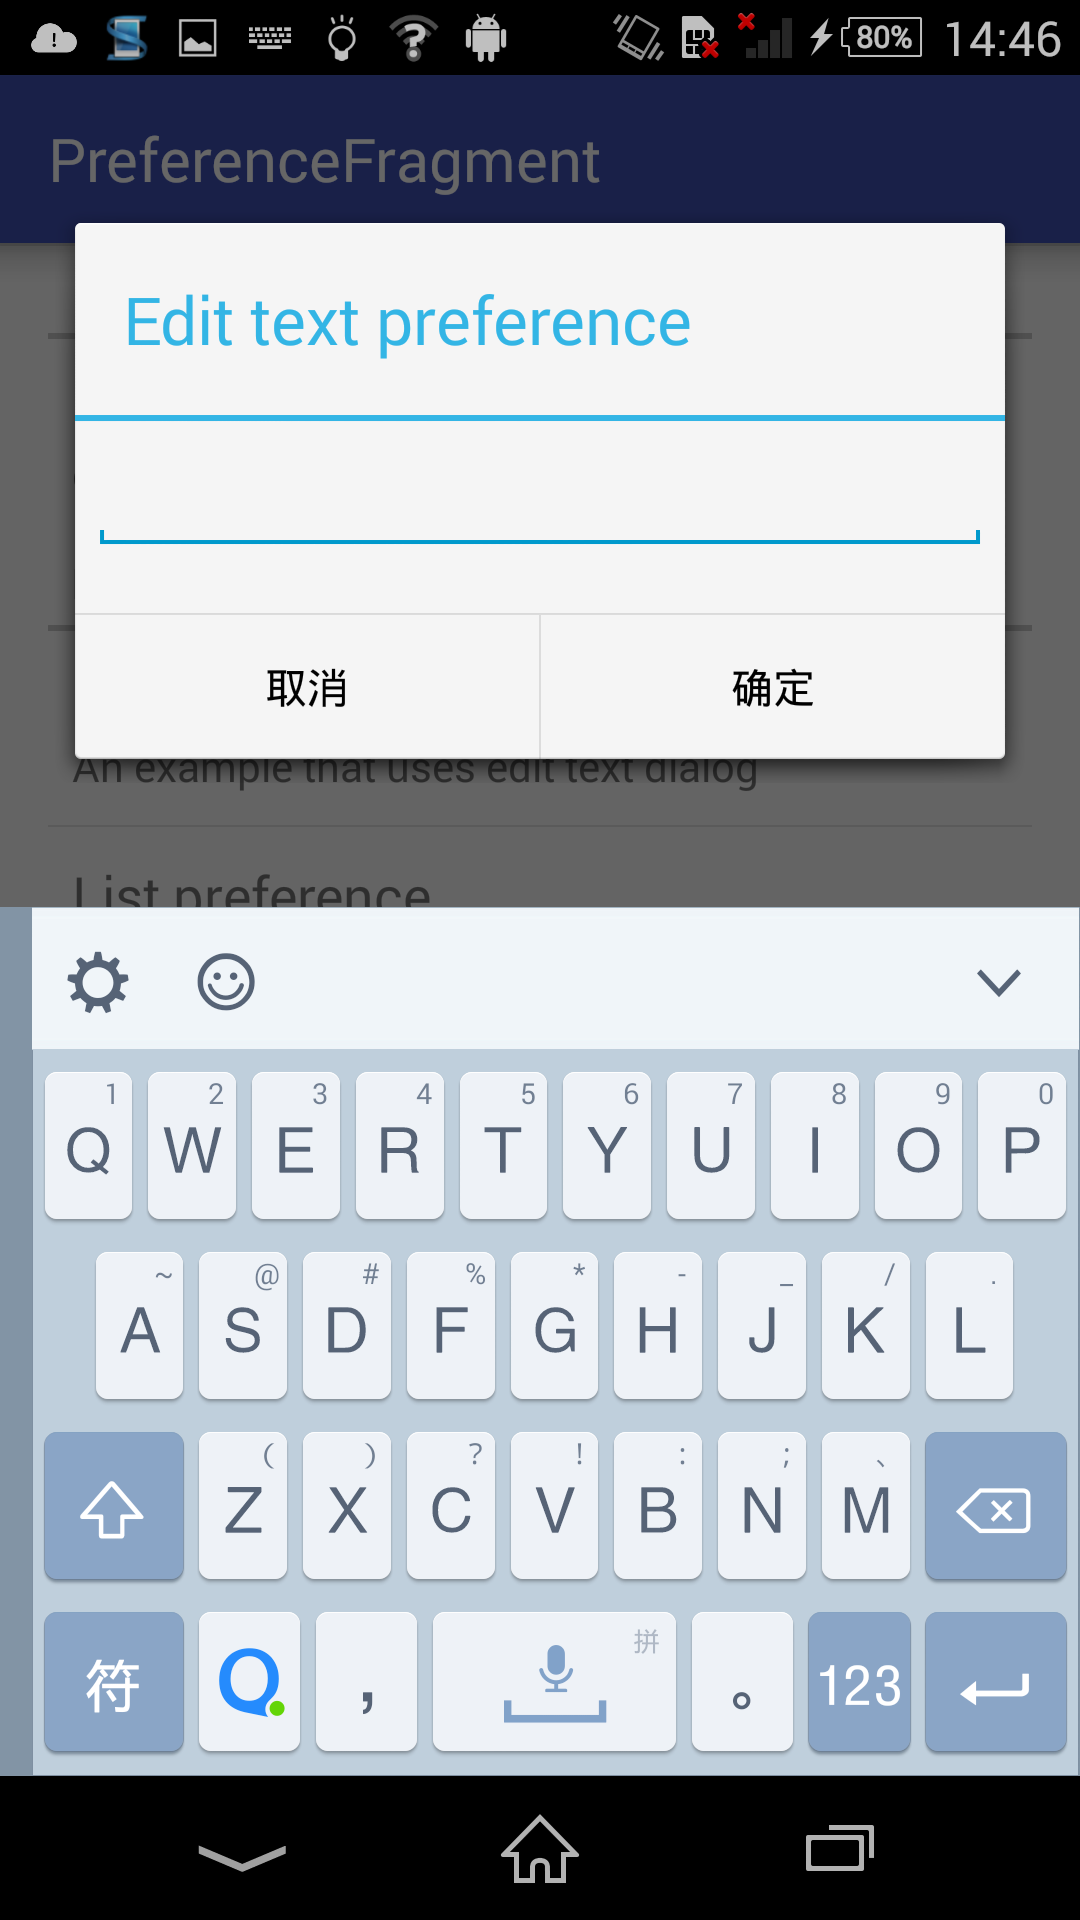 80% 14:46
PreferenceFragment
Edit text preference
取消 确定
An example that uses edit text dialog
List preference
1 2 3 4 5 6 7 8 9 0
Q W E R T Y U I O P
~ @ # % * - _ / .
A S D F G H J K L
( ) ? ! : ; 、
Z X C V B N M
拼
符 Q , 。 123